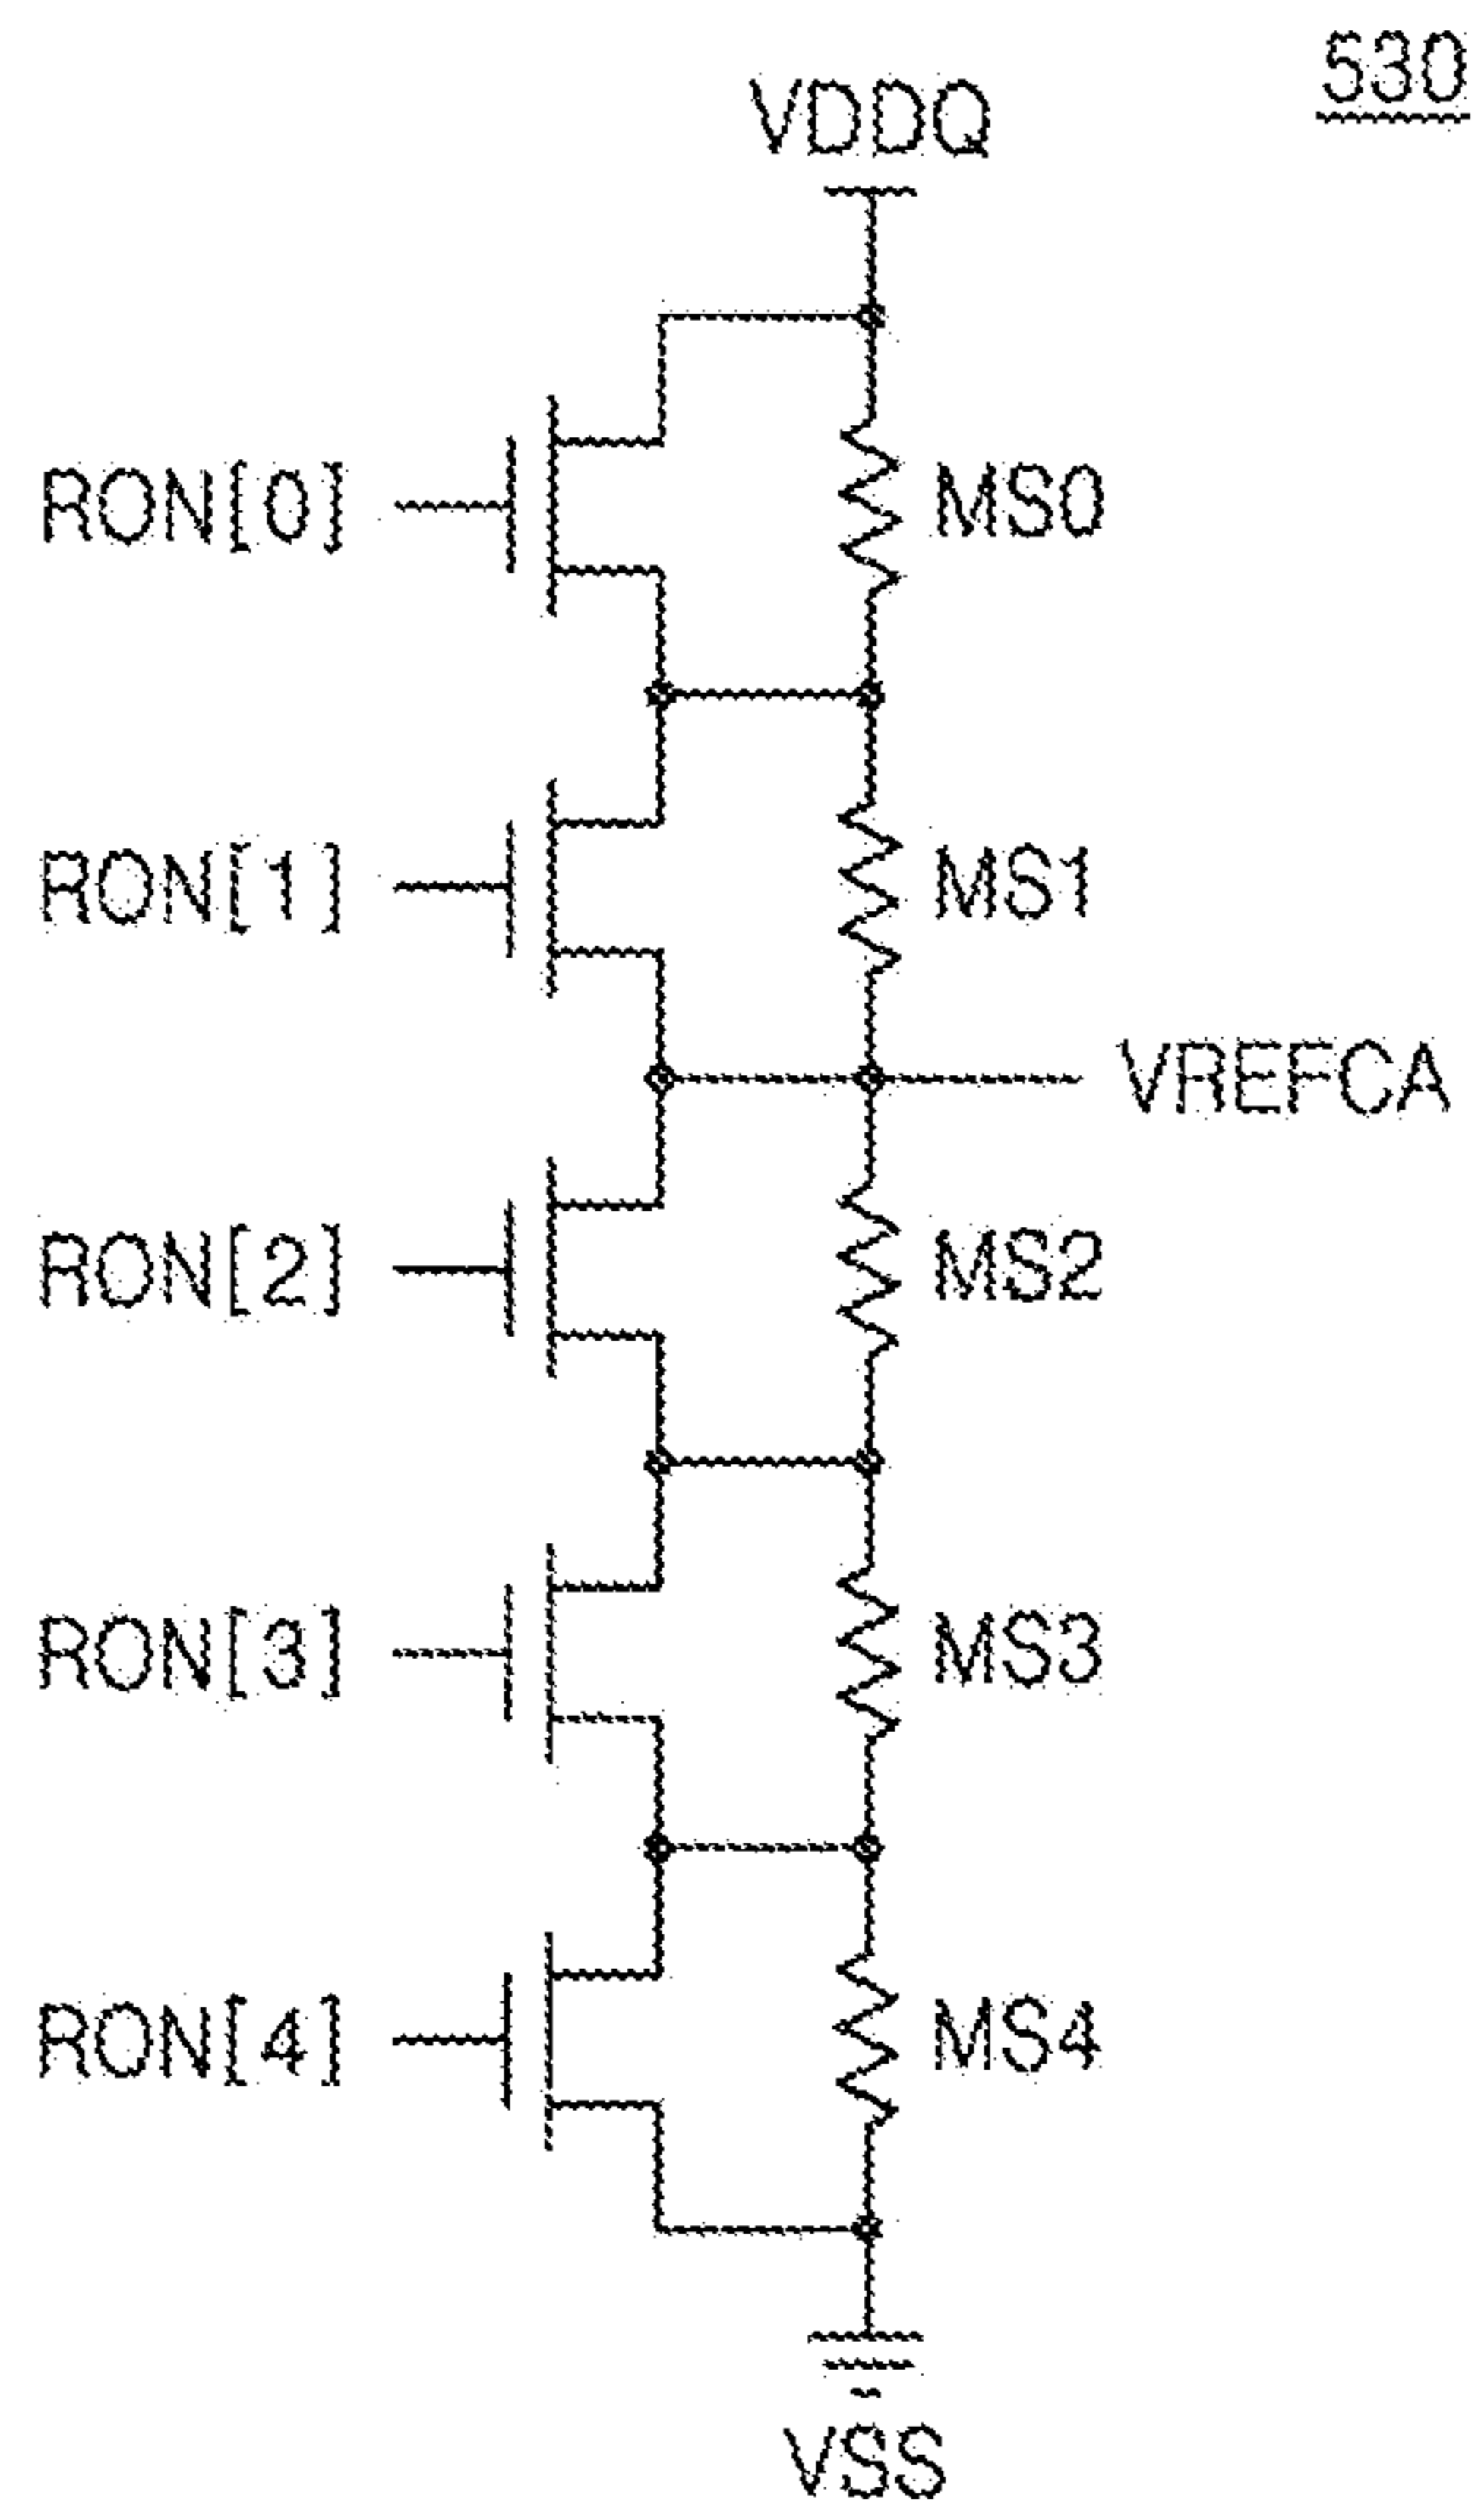 530
VDDQ
RON[0]
MS0
RON[1]
MS1
VREFCA
RON[2]
MS2
RON[3]
MS3
RON[4]
MS4
VSS